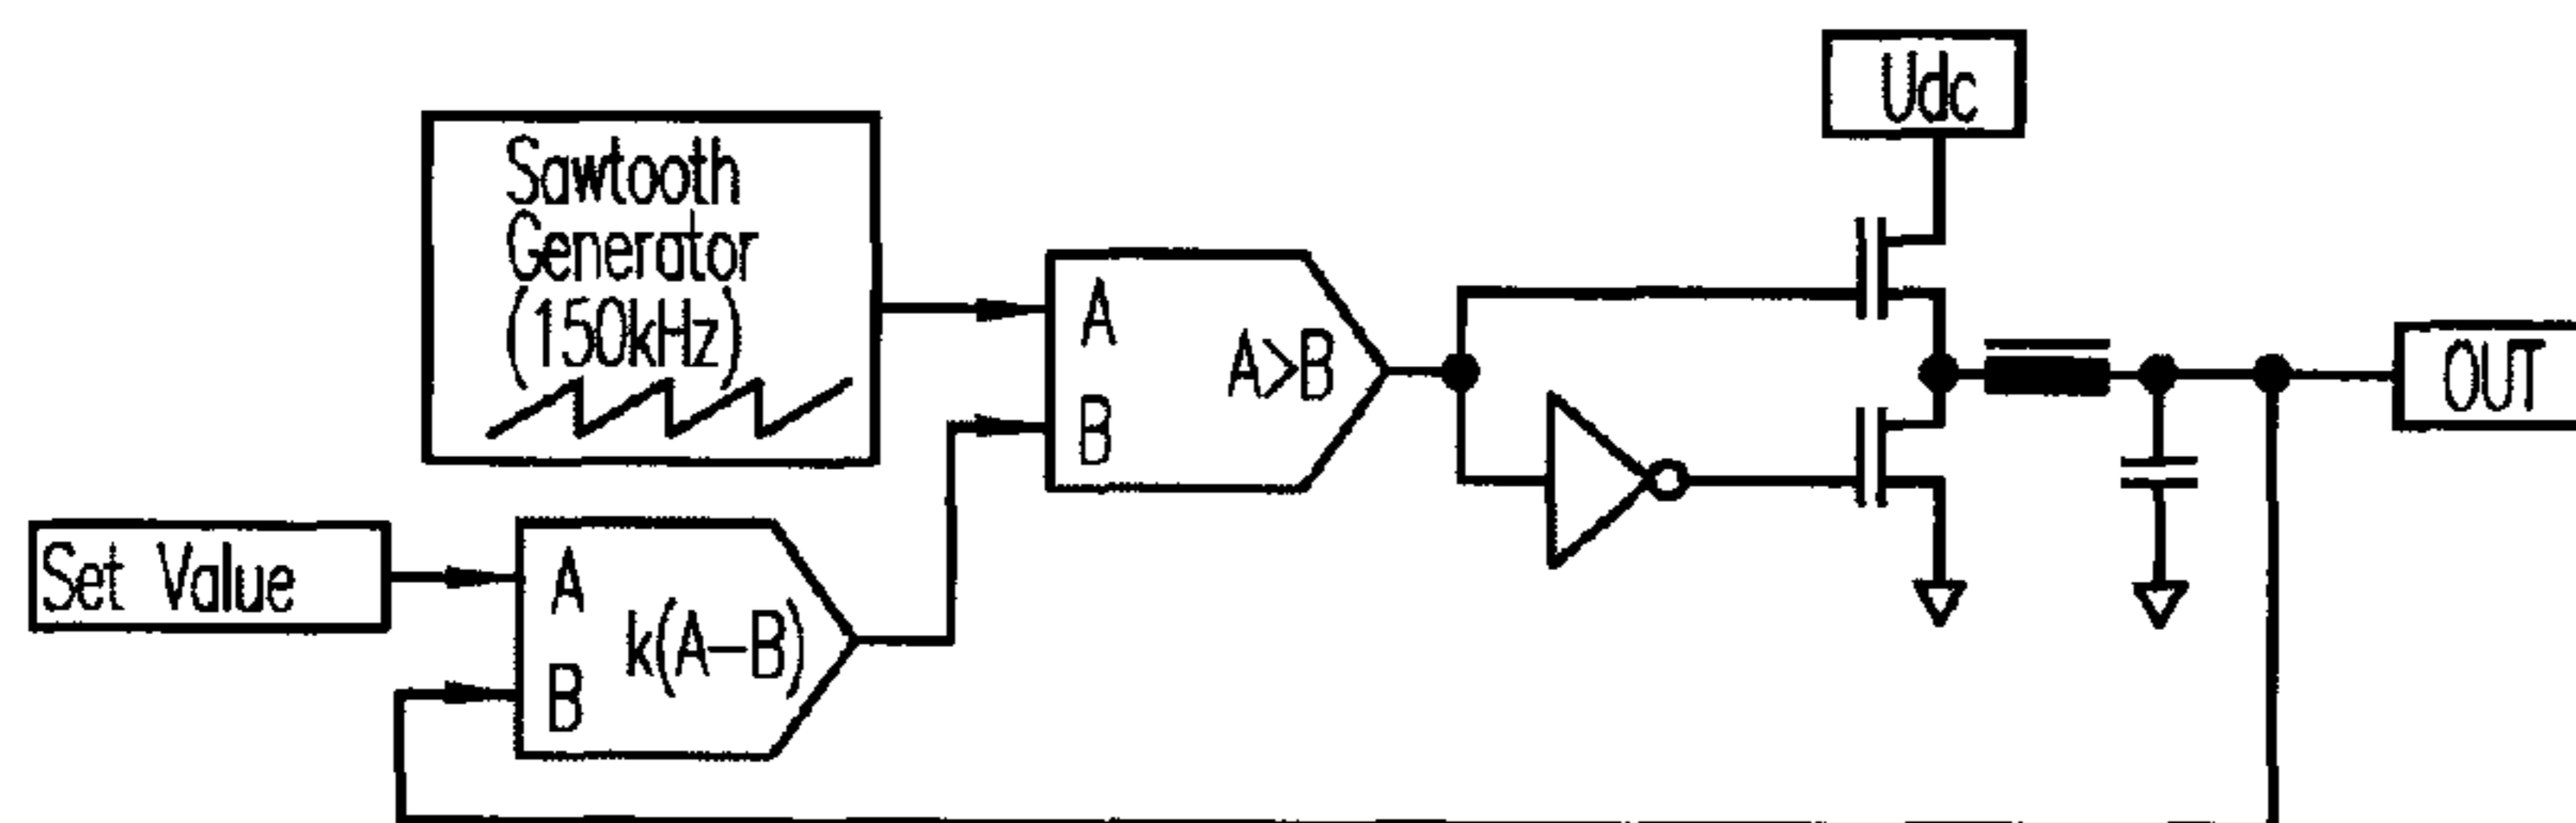 Udc
Sawtooth
Generator
(150kHz)
A
A>B
B
OUT
Set Value
A
k(A-B)
B